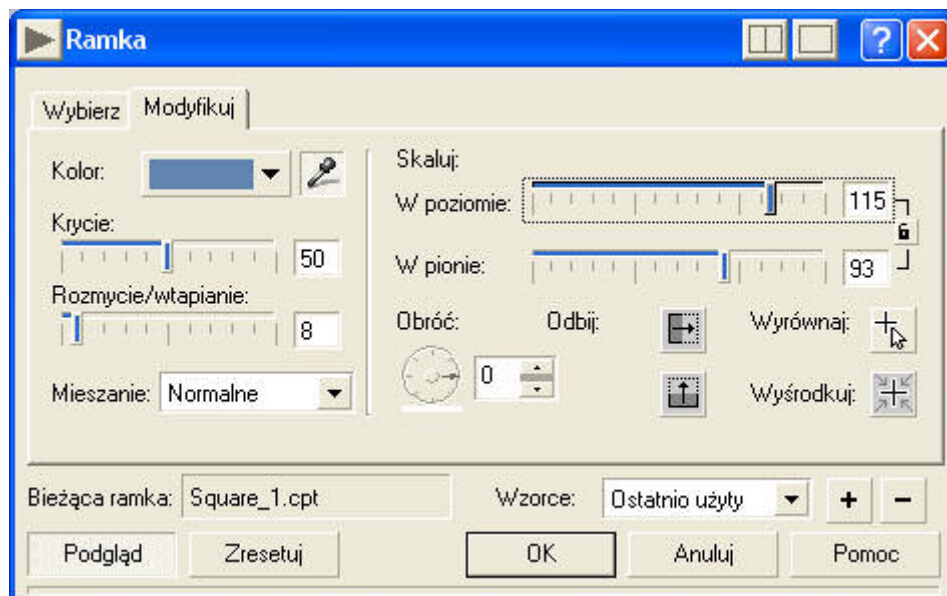 Ramka
Wybierz Modyfikuj
Kolor:
Krycie:
50
Rozmycie/wtapianie:
8
Mieszanie: Normalne
Skaluj:
W poziomie: 115
W pionie: 93
Obróć: Odbij: Wyrównaj:
0
Wyśrodkuj:
Bieżąca ramka: Square_1.cpt Wzorce: Ostatnio użyty + -
Podgląd Zresetuj OK Anuluj Pomoc